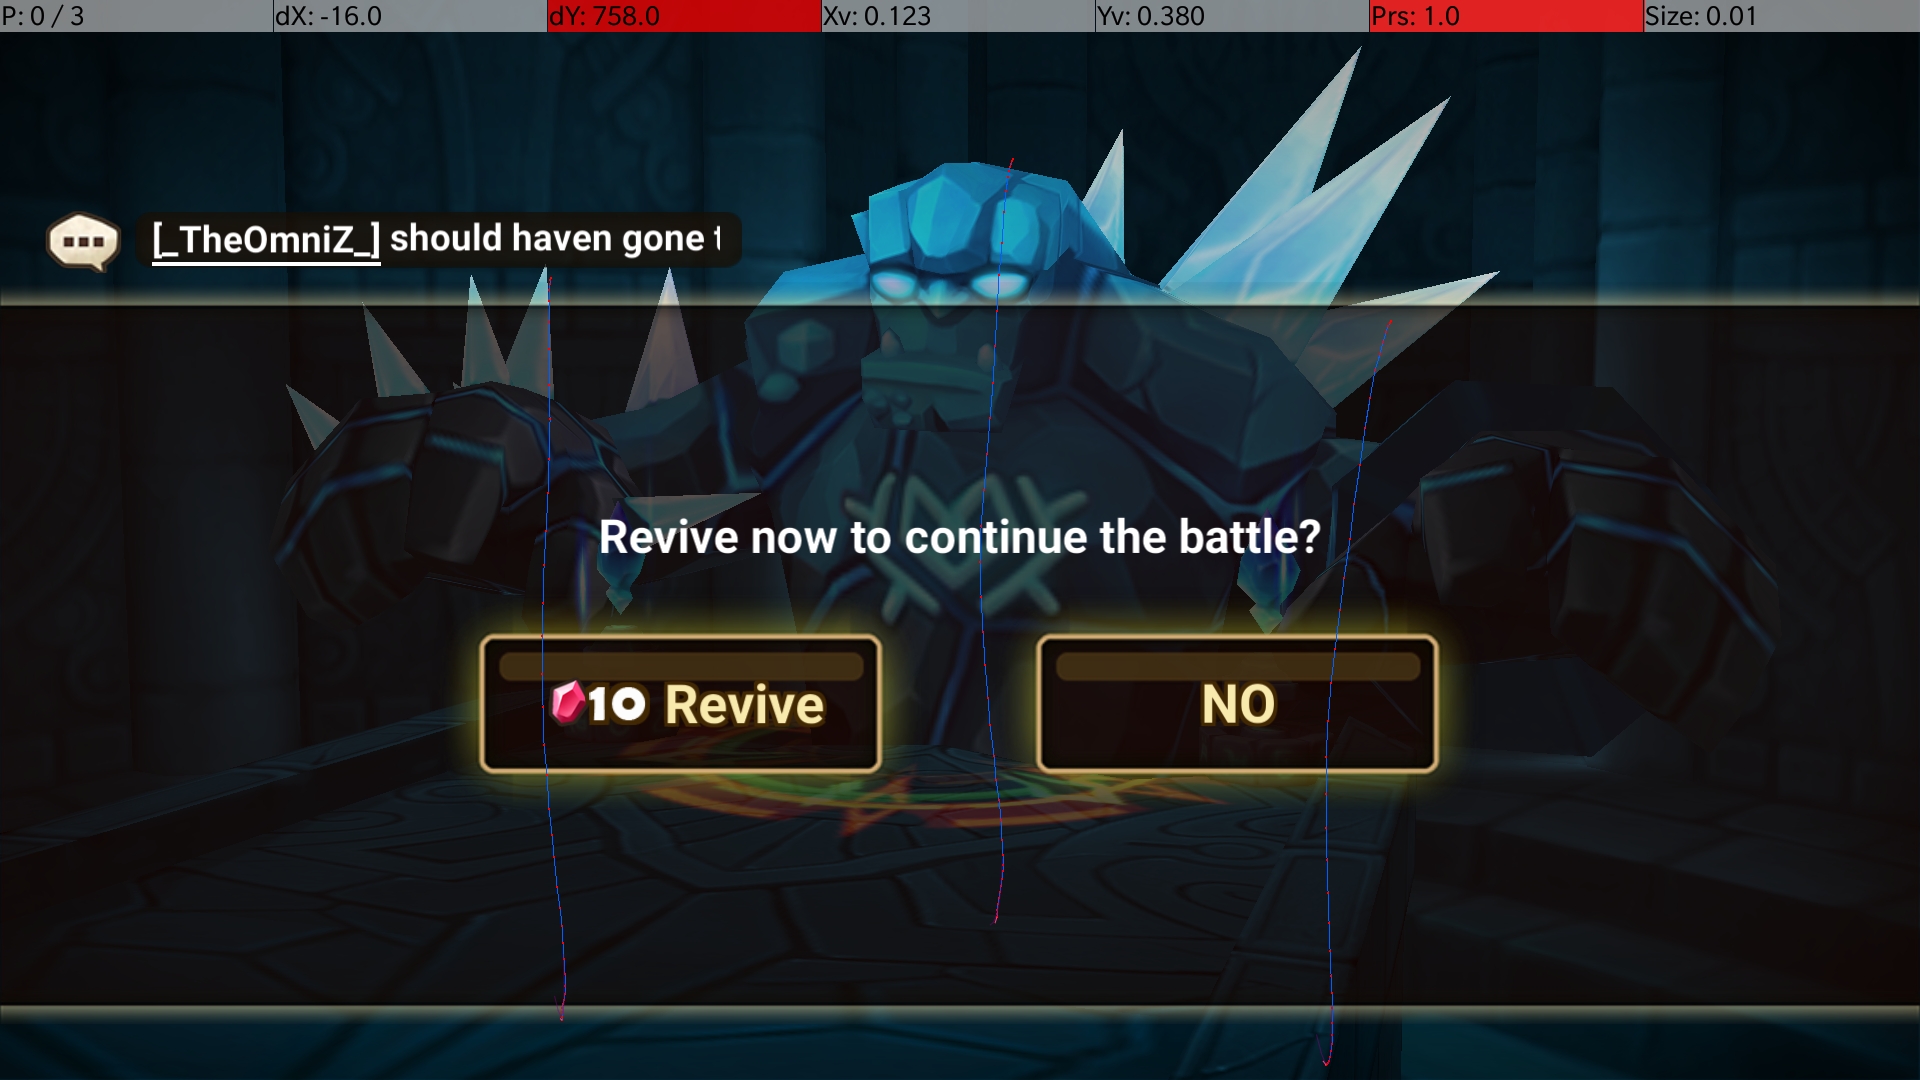 P: 0 / 3 dX: -16.0 dY: 758.0 Xv: 0.123 Yv: 0.380 Prs: 1.0 Size: 0.01
[_TheOmniZ_] should haven gone t
Revive now to continue the battle?
10 Revive
NO